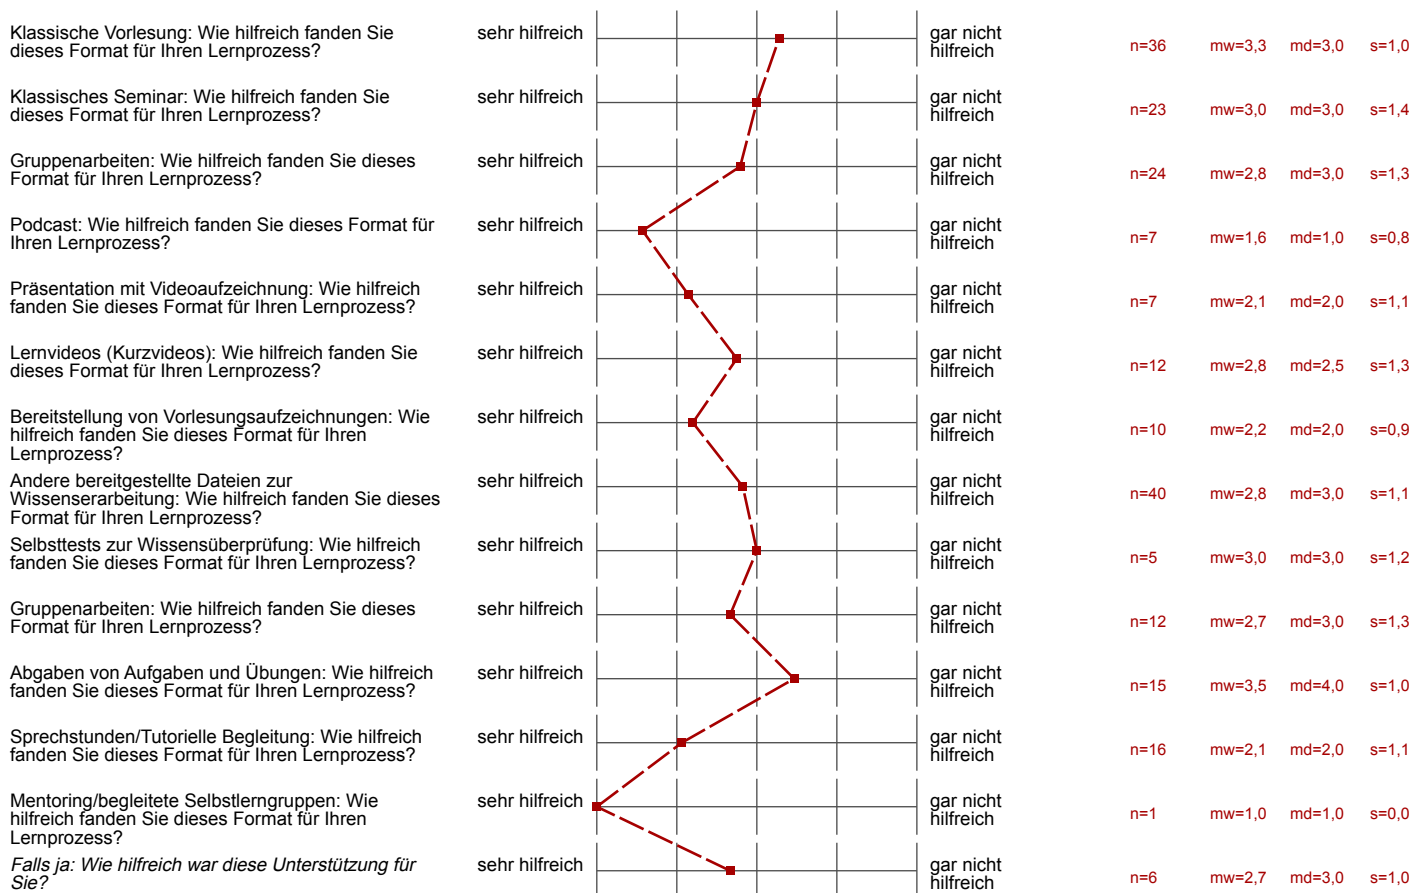 Klassische Vorlesung: Wie hilfreich fanden Sie
dieses Format für Ihren Lernprozess?
sehr hilfreich
gar nicht
hilfreich
n=36 mw=3,3 md=3,0 s=1,0
Klassisches Seminar: Wie hilfreich fanden Sie
dieses Format für Ihren Lernprozess?
sehr hilfreich
gar nicht
hilfreich
n=23 mw=3,0 md=3,0 s=1,4
Gruppenarbeiten: Wie hilfreich fanden Sie dieses
Format für Ihren Lernprozess?
sehr hilfreich
gar nicht
hilfreich
n=24 mw=2,8 md=3,0 s=1,3
Podcast: Wie hilfreich fanden Sie dieses Format für
Ihren Lernprozess?
sehr hilfreich
gar nicht
hilfreich
n=7 mw=1,6 md=1,0 s=0,8
Präsentation mit Videoaufzeichnung: Wie hilfreich
fanden Sie dieses Format für Ihren Lernprozess?
sehr hilfreich
gar nicht
hilfreich
n=7 mw=2,1 md=2,0 s=1,1
Lernvideos (Kurzvideos): Wie hilfreich fanden Sie
dieses Format für Ihren Lernprozess?
sehr hilfreich
gar nicht
hilfreich
n=12 mw=2,8 md=2,5 s=1,3
Bereitstellung von Vorlesungsaufzeichnungen: Wie
hilfreich fanden Sie dieses Format für Ihren
Lernprozess?
sehr hilfreich
gar nicht
hilfreich
n=10 mw=2,2 md=2,0 s=0,9
Andere bereitgestellte Dateien zur
Wissenserarbeitung: Wie hilfreich fanden Sie dieses
Format für Ihren Lernprozess?
sehr hilfreich
gar nicht
hilfreich
n=40 mw=2,8 md=3,0 s=1,1
Selbsttests zur Wissensüberprüfung: Wie hilfreich
fanden Sie dieses Format für Ihren Lernprozess?
sehr hilfreich
gar nicht
hilfreich
n=5 mw=3,0 md=3,0 s=1,2
Gruppenarbeiten: Wie hilfreich fanden Sie dieses
Format für Ihren Lernprozess?
sehr hilfreich
gar nicht
hilfreich
n=12 mw=2,7 md=3,0 s=1,3
Abgaben von Aufgaben und Übungen: Wie hilfreich
fanden Sie dieses Format für Ihren Lernprozess?
sehr hilfreich
gar nicht
hilfreich
n=15 mw=3,5 md=4,0 s=1,0
Sprechstunden/Tutorielle Begleitung: Wie hilfreich
fanden Sie dieses Format für Ihren Lernprozess?
sehr hilfreich
gar nicht
hilfreich
n=16 mw=2,1 md=2,0 s=1,1
Mentoring/begleitete Selbstlerngruppen: Wie
hilfreich fanden Sie dieses Format für Ihren
Lernprozess?
sehr hilfreich
gar nicht
hilfreich
n=1 mw=1,0 md=1,0 s=0,0
Falls ja: Wie hilfreich war diese Unterstützung für
Sie?
sehr hilfreich
gar nicht
hilfreich
n=6 mw=2,7 md=3,0 s=1,0